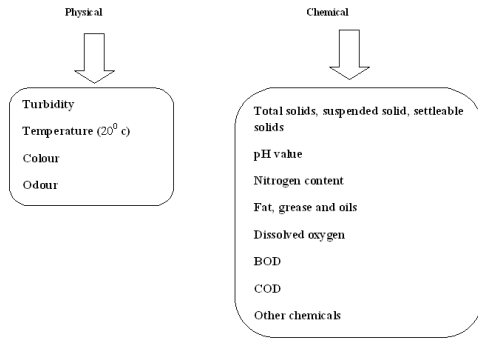 Physical
Chemical
Turbidity
Temperature (20⁰ c)
Colour
Odour
Total solids, suspended solid, settleable
solids
pH value
Nitrogen content
Fat, grease and oils
Dissolved oxygen
BOD
COD
Other chemicals